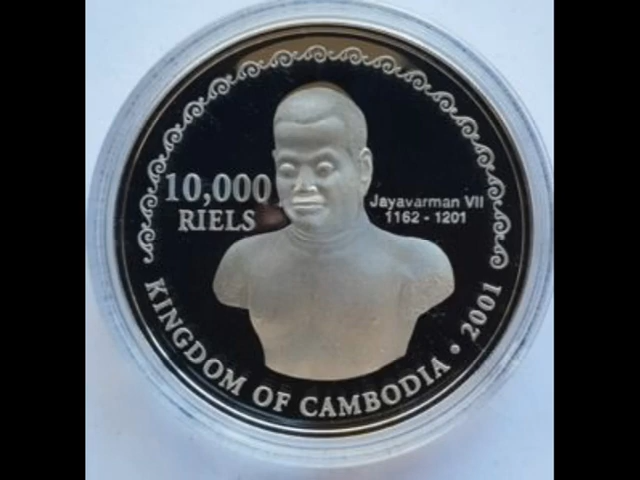 10,000
RIELS
Jayavarman VII
1162 - 1201
KINGDOM OF CAMBODIA • 2001